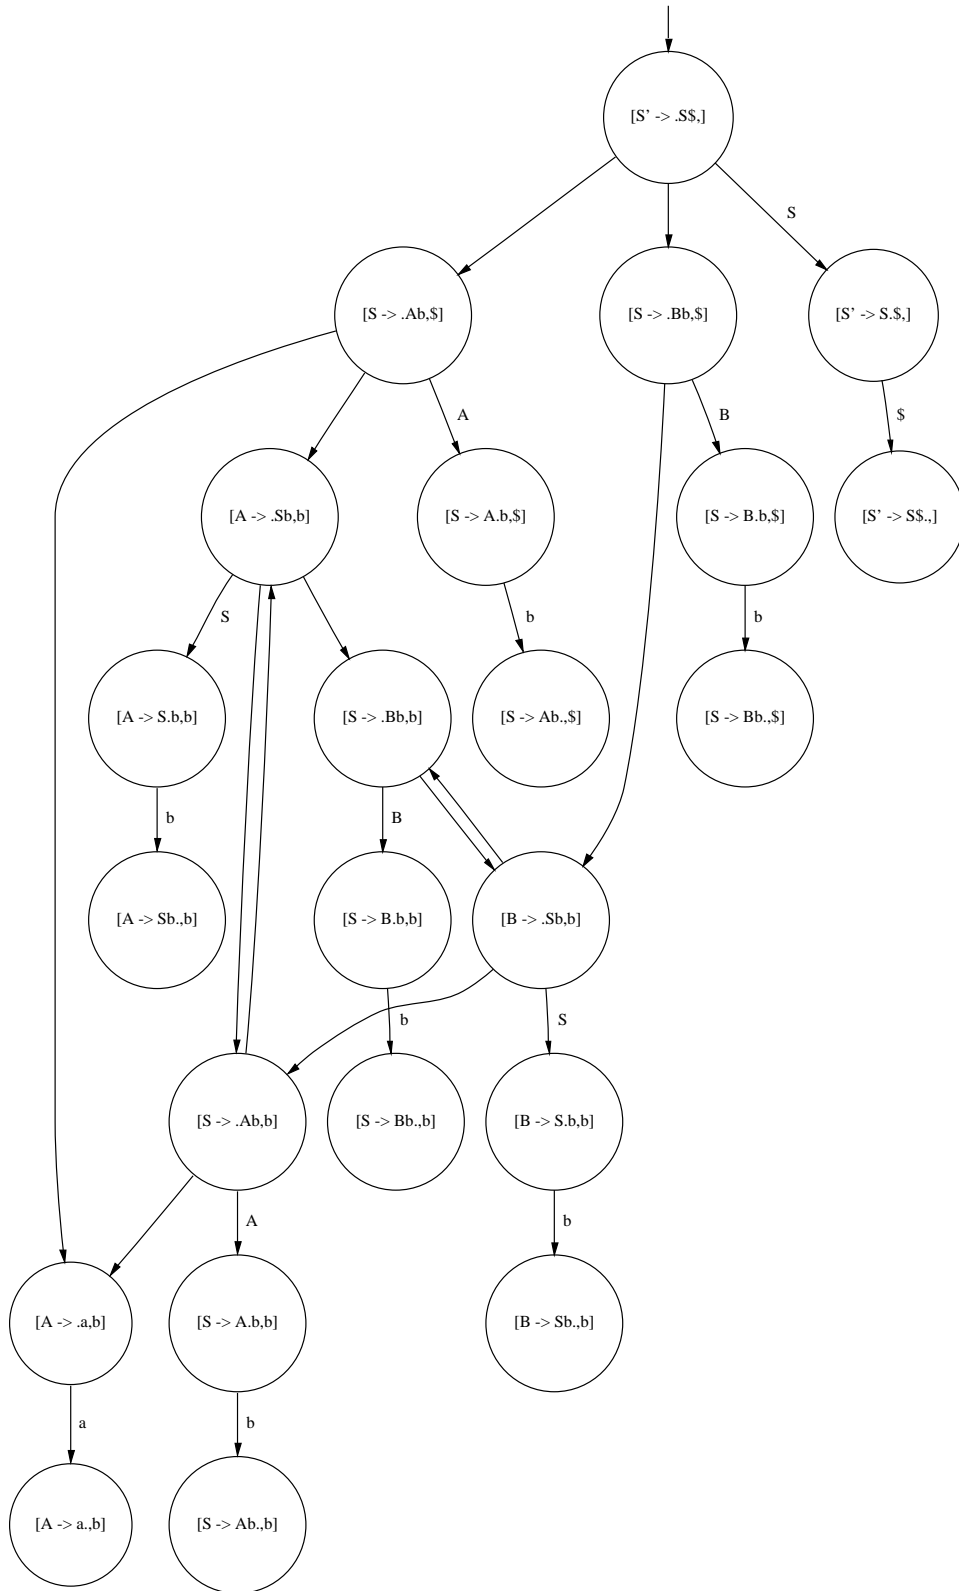 [S’ -> .S$,]
S
[S -> .Ab,$]
[S -> .Bb,$]
[S’ -> S.$,]
A
B
$
[A -> .Sb,b]
[S -> A.b,$]
[S -> B.b,$]
[S’ -> S$.,]
S
b
b
[A -> S.b,b]
[S -> .Bb,b]
[S -> Ab.,$]
[S -> Bb.,$]
b
B
[A -> Sb.,b]
[S -> B.b,b]
[B -> .Sb,b]
b
S
[S -> .Ab,b]
[S -> Bb.,b]
[B -> S.b,b]
A
b
[A -> .a,b]
[S -> A.b,b]
[B -> Sb.,b]
a
b
[A -> a.,b]
[S -> Ab.,b]